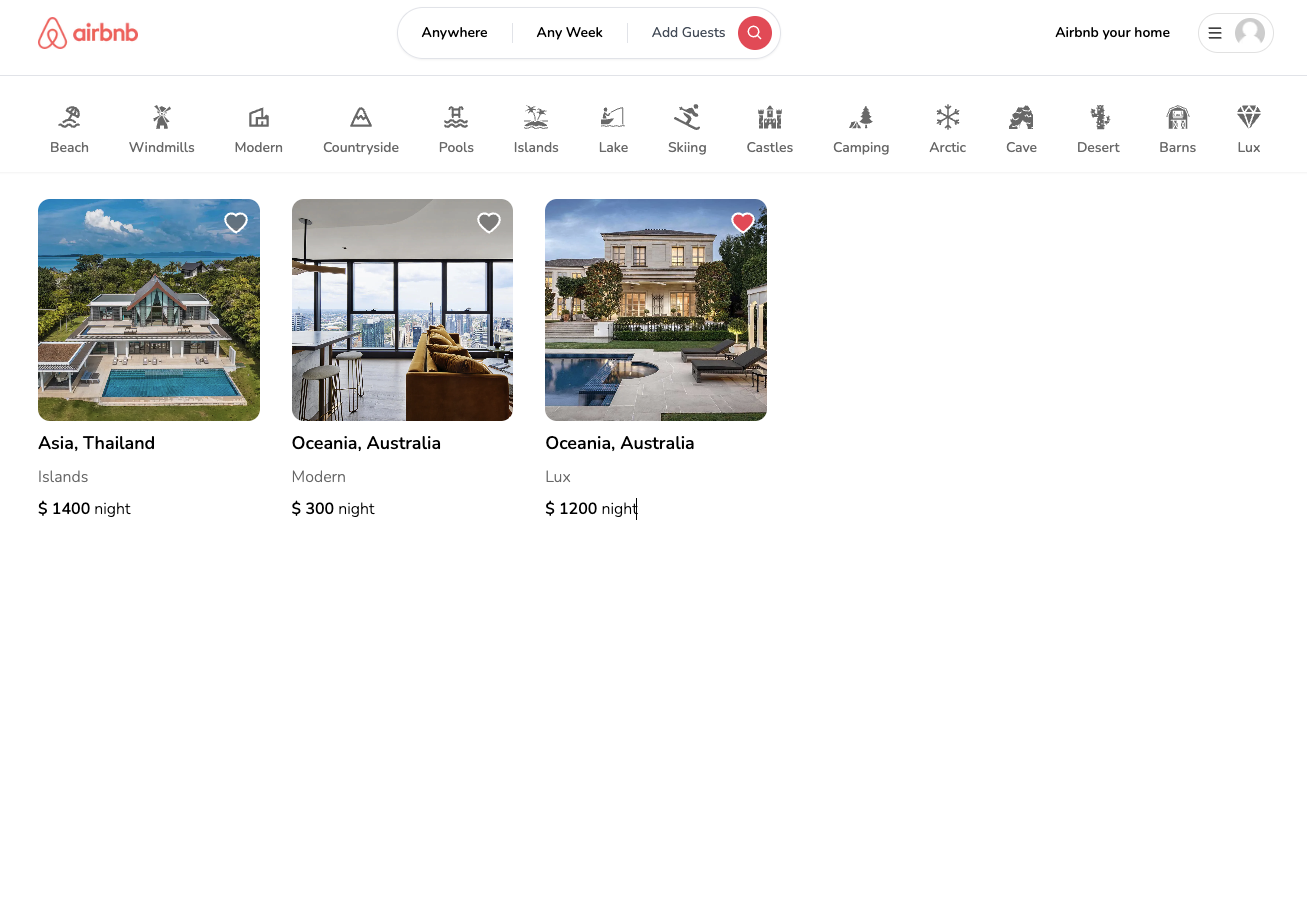 airbnb
Anywhere
Any Week
Add Guests
Airbnb your home
Beach
Windmills
Modern
Countryside
Pools
Islands
Lake
Skiing
Castles
Camping
Arctic
Cave
Desert
Barns
Lux
Asia, Thailand
Islands
$ 1400 night
Oceania, Australia
Modern
$ 300 night
Oceania, Australia
Lux
$ 1200 night